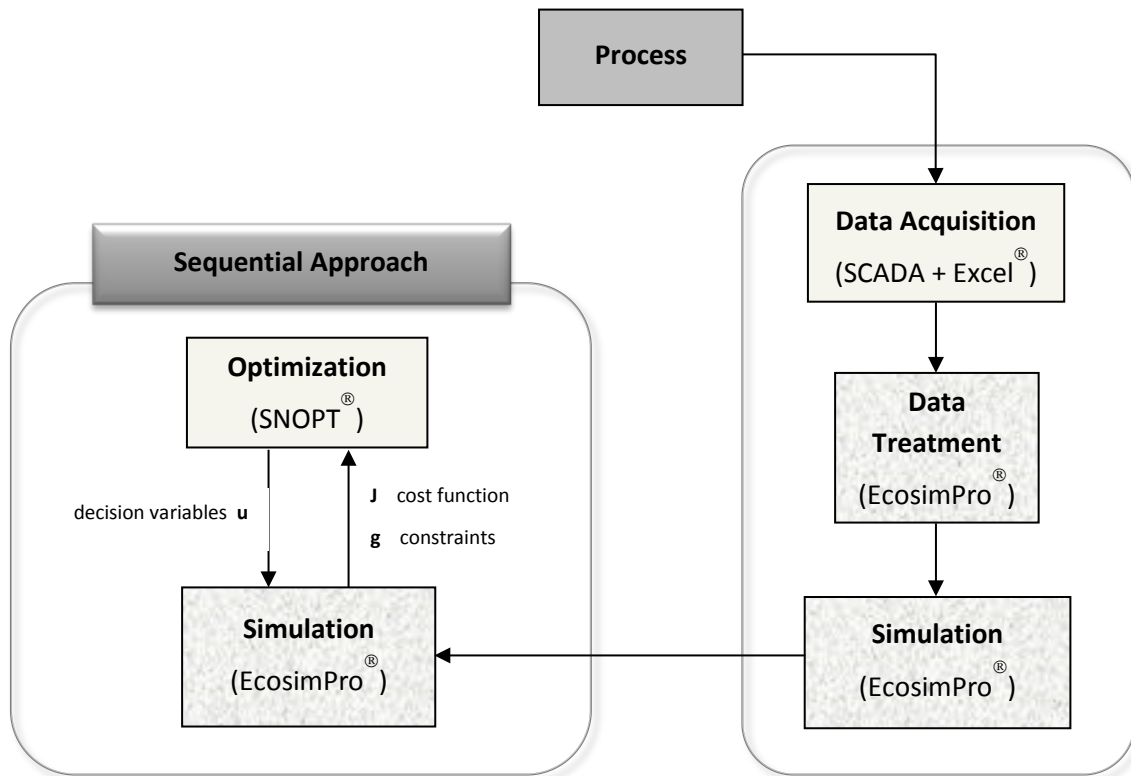 Process
Data Acquisition
(SCADA + Excel®)
Data
Treatment
(EcosimPro®)
Simulation
(EcosimPro®)
Sequential Approach
Optimization
(SNOPT®)
decision variables u
J cost function
g constraints
Simulation
(EcosimPro®)